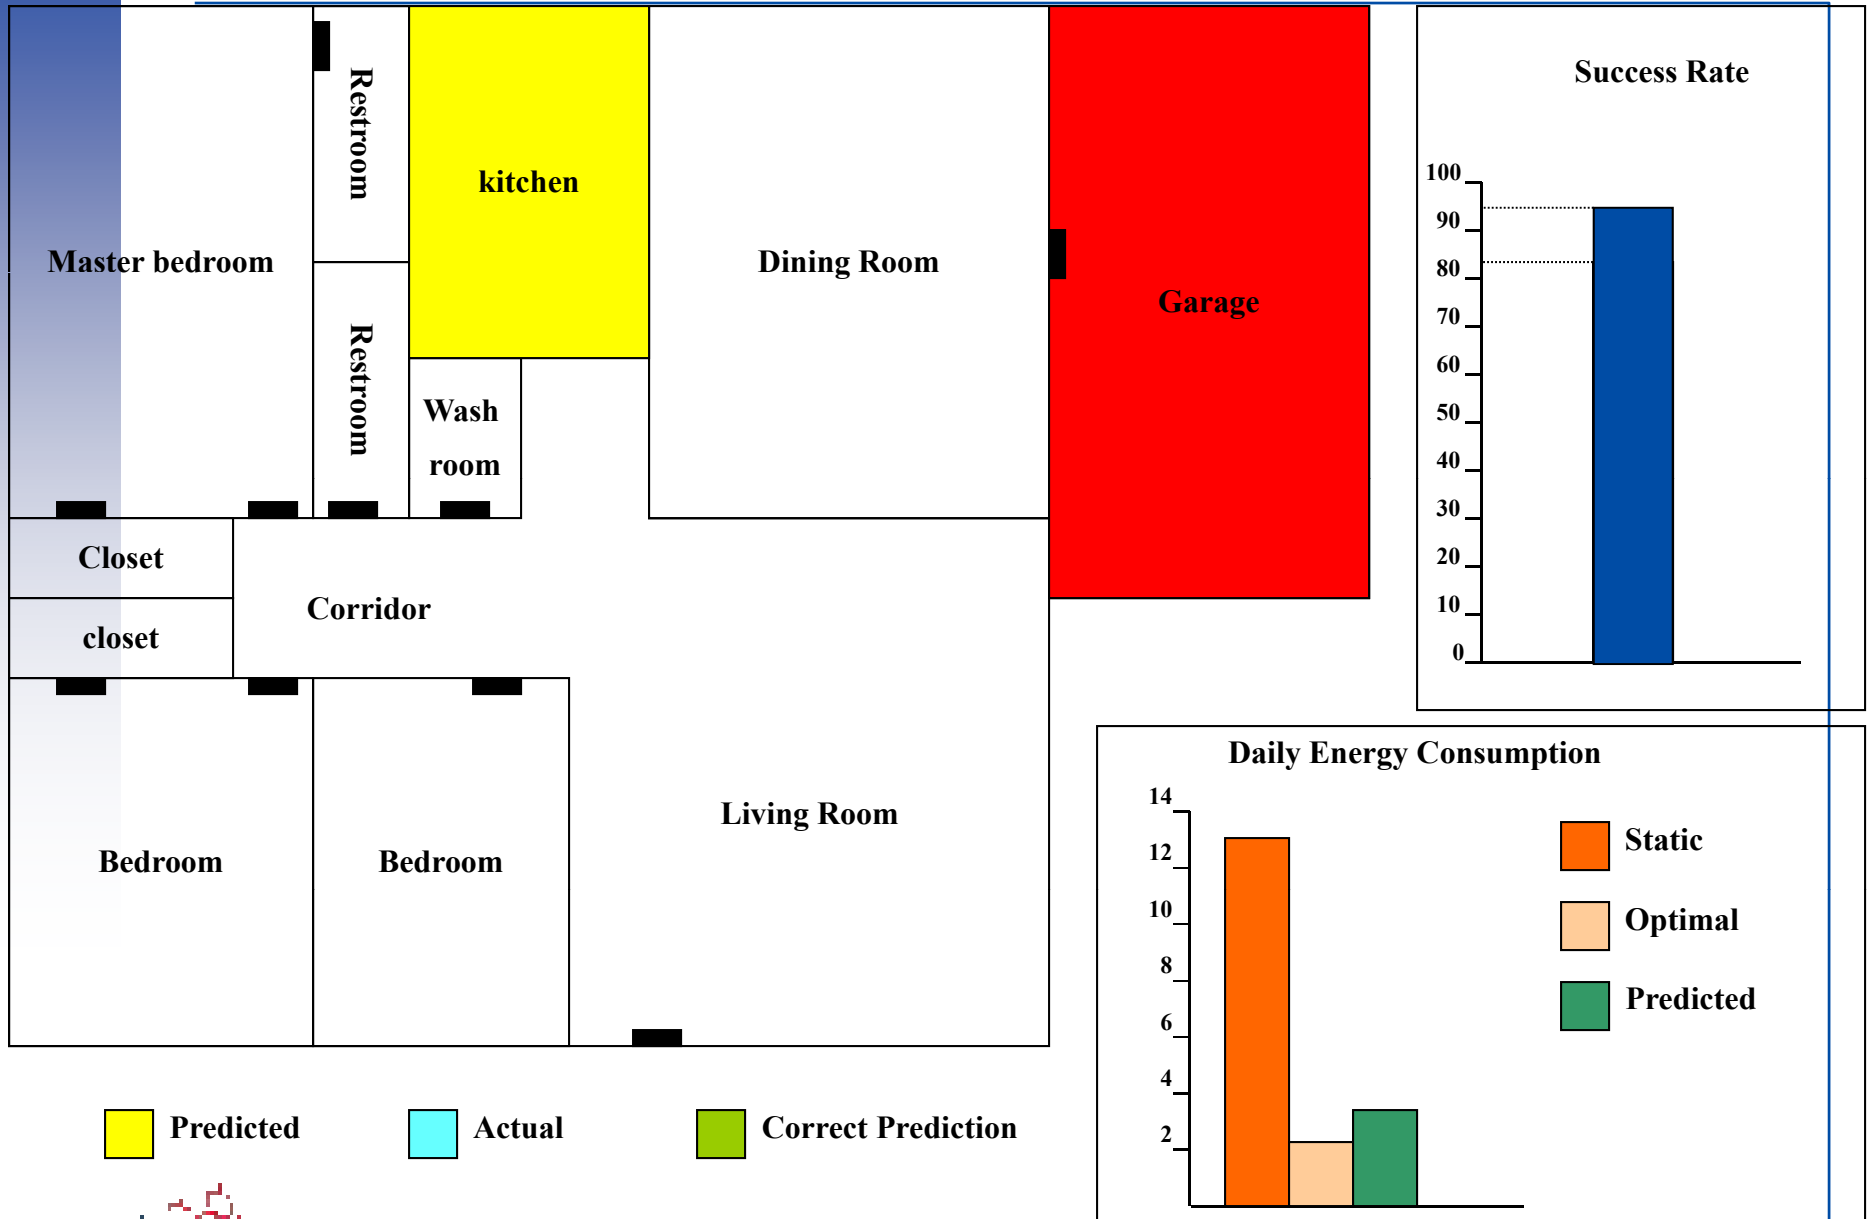 Restroom
kitchen
Master bedroom
Dining Room
Garage
Restroom
Wash
room
Closet
Corridor
closet
Living Room
Bedroom
Bedroom
Predicted
Actual
Correct Prediction
Success Rate
100
90
80
70
60
50
40
30
20
10
0
Daily Energy Consumption
14
12
10
8
6
4
2
Static
Optimal
Predicted